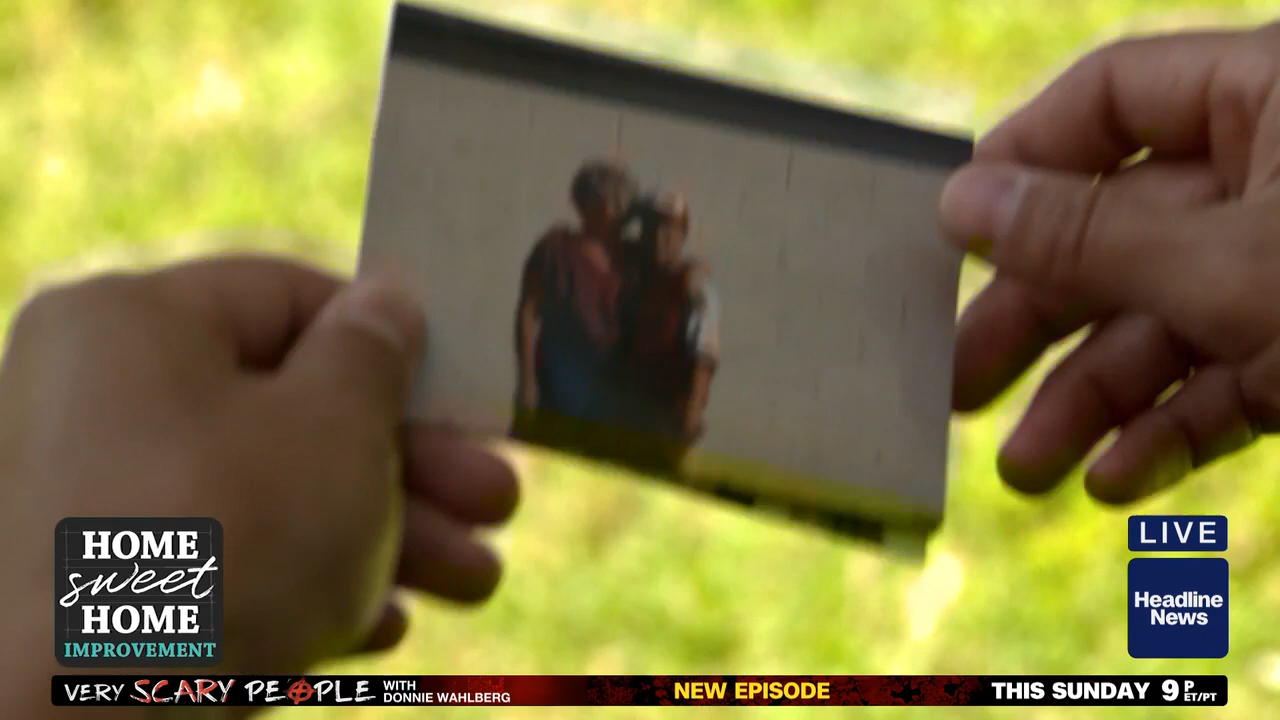 HOME
sweet
HOME
IMPROVEMENT
LIVE
Headline
News
VERY SCARY PEOPLE WITH DONNIE WAHLBERG
NEW EPISODE
THIS SUNDAY 9P ET/PT